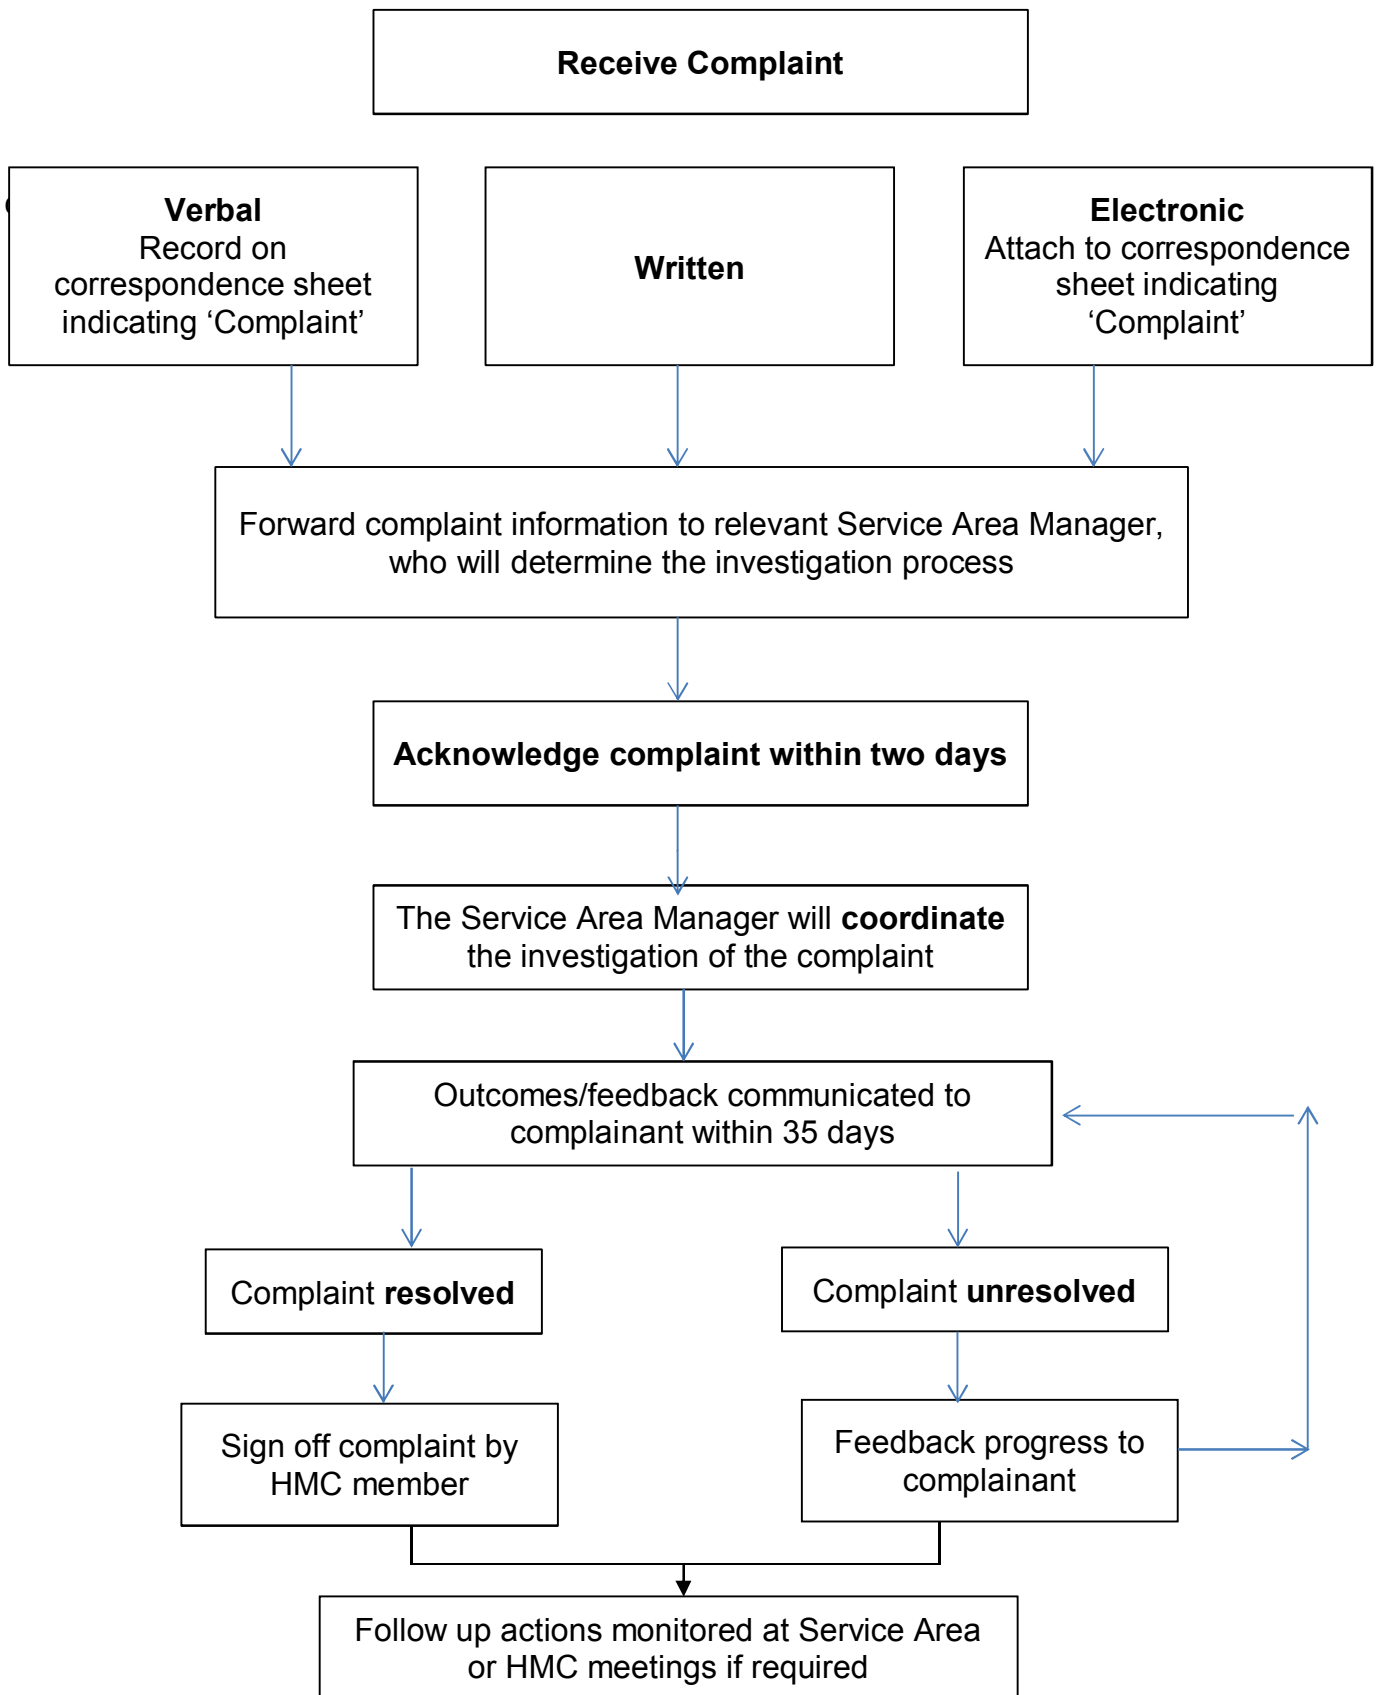 Receive Complaint
Verbal
Record on
correspondence sheet
indicating ‘Complaint’
Written
Electronic
Attach to correspondence
sheet indicating
‘Complaint’
Forward complaint information to relevant Service Area Manager,
who will determine the investigation process
Acknowledge complaint within two days
The Service Area Manager will coordinate
the investigation of the complaint
Outcomes/feedback communicated to
complainant within 35 days
Complaint resolved
Complaint unresolved
Sign off complaint by
HMC member
Feedback progress to
complainant
Follow up actions monitored at Service Area
or HMC meetings if required